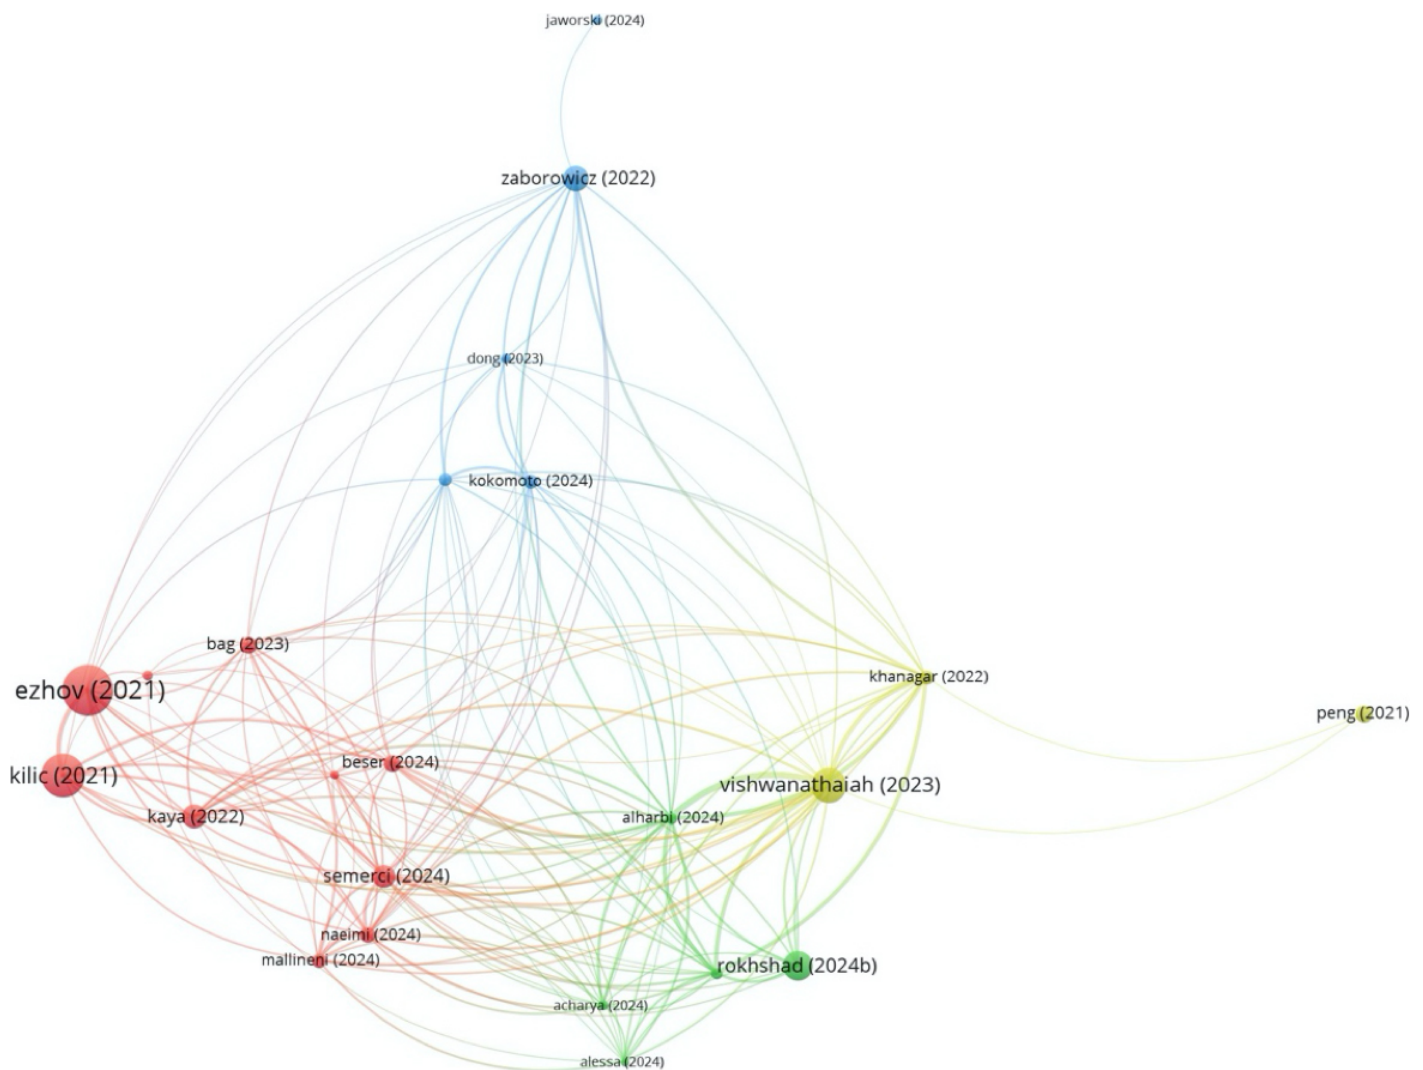 jaworski (2024)
zaborowicz (2022)
dong (2023)
kokomoto (2024)
bag (2023)
khanagar (2022)
ezhov (2021)
peng (2021)
beser (2024)
kilic (2021)
vishwanathaiah (2023)
kaya (2022)
alharbi (2024)
semerci (2024)
naeimi (2024)
mallineni (2024)
rokhshad (2024b)
acharya (2024)
alessa (2024)